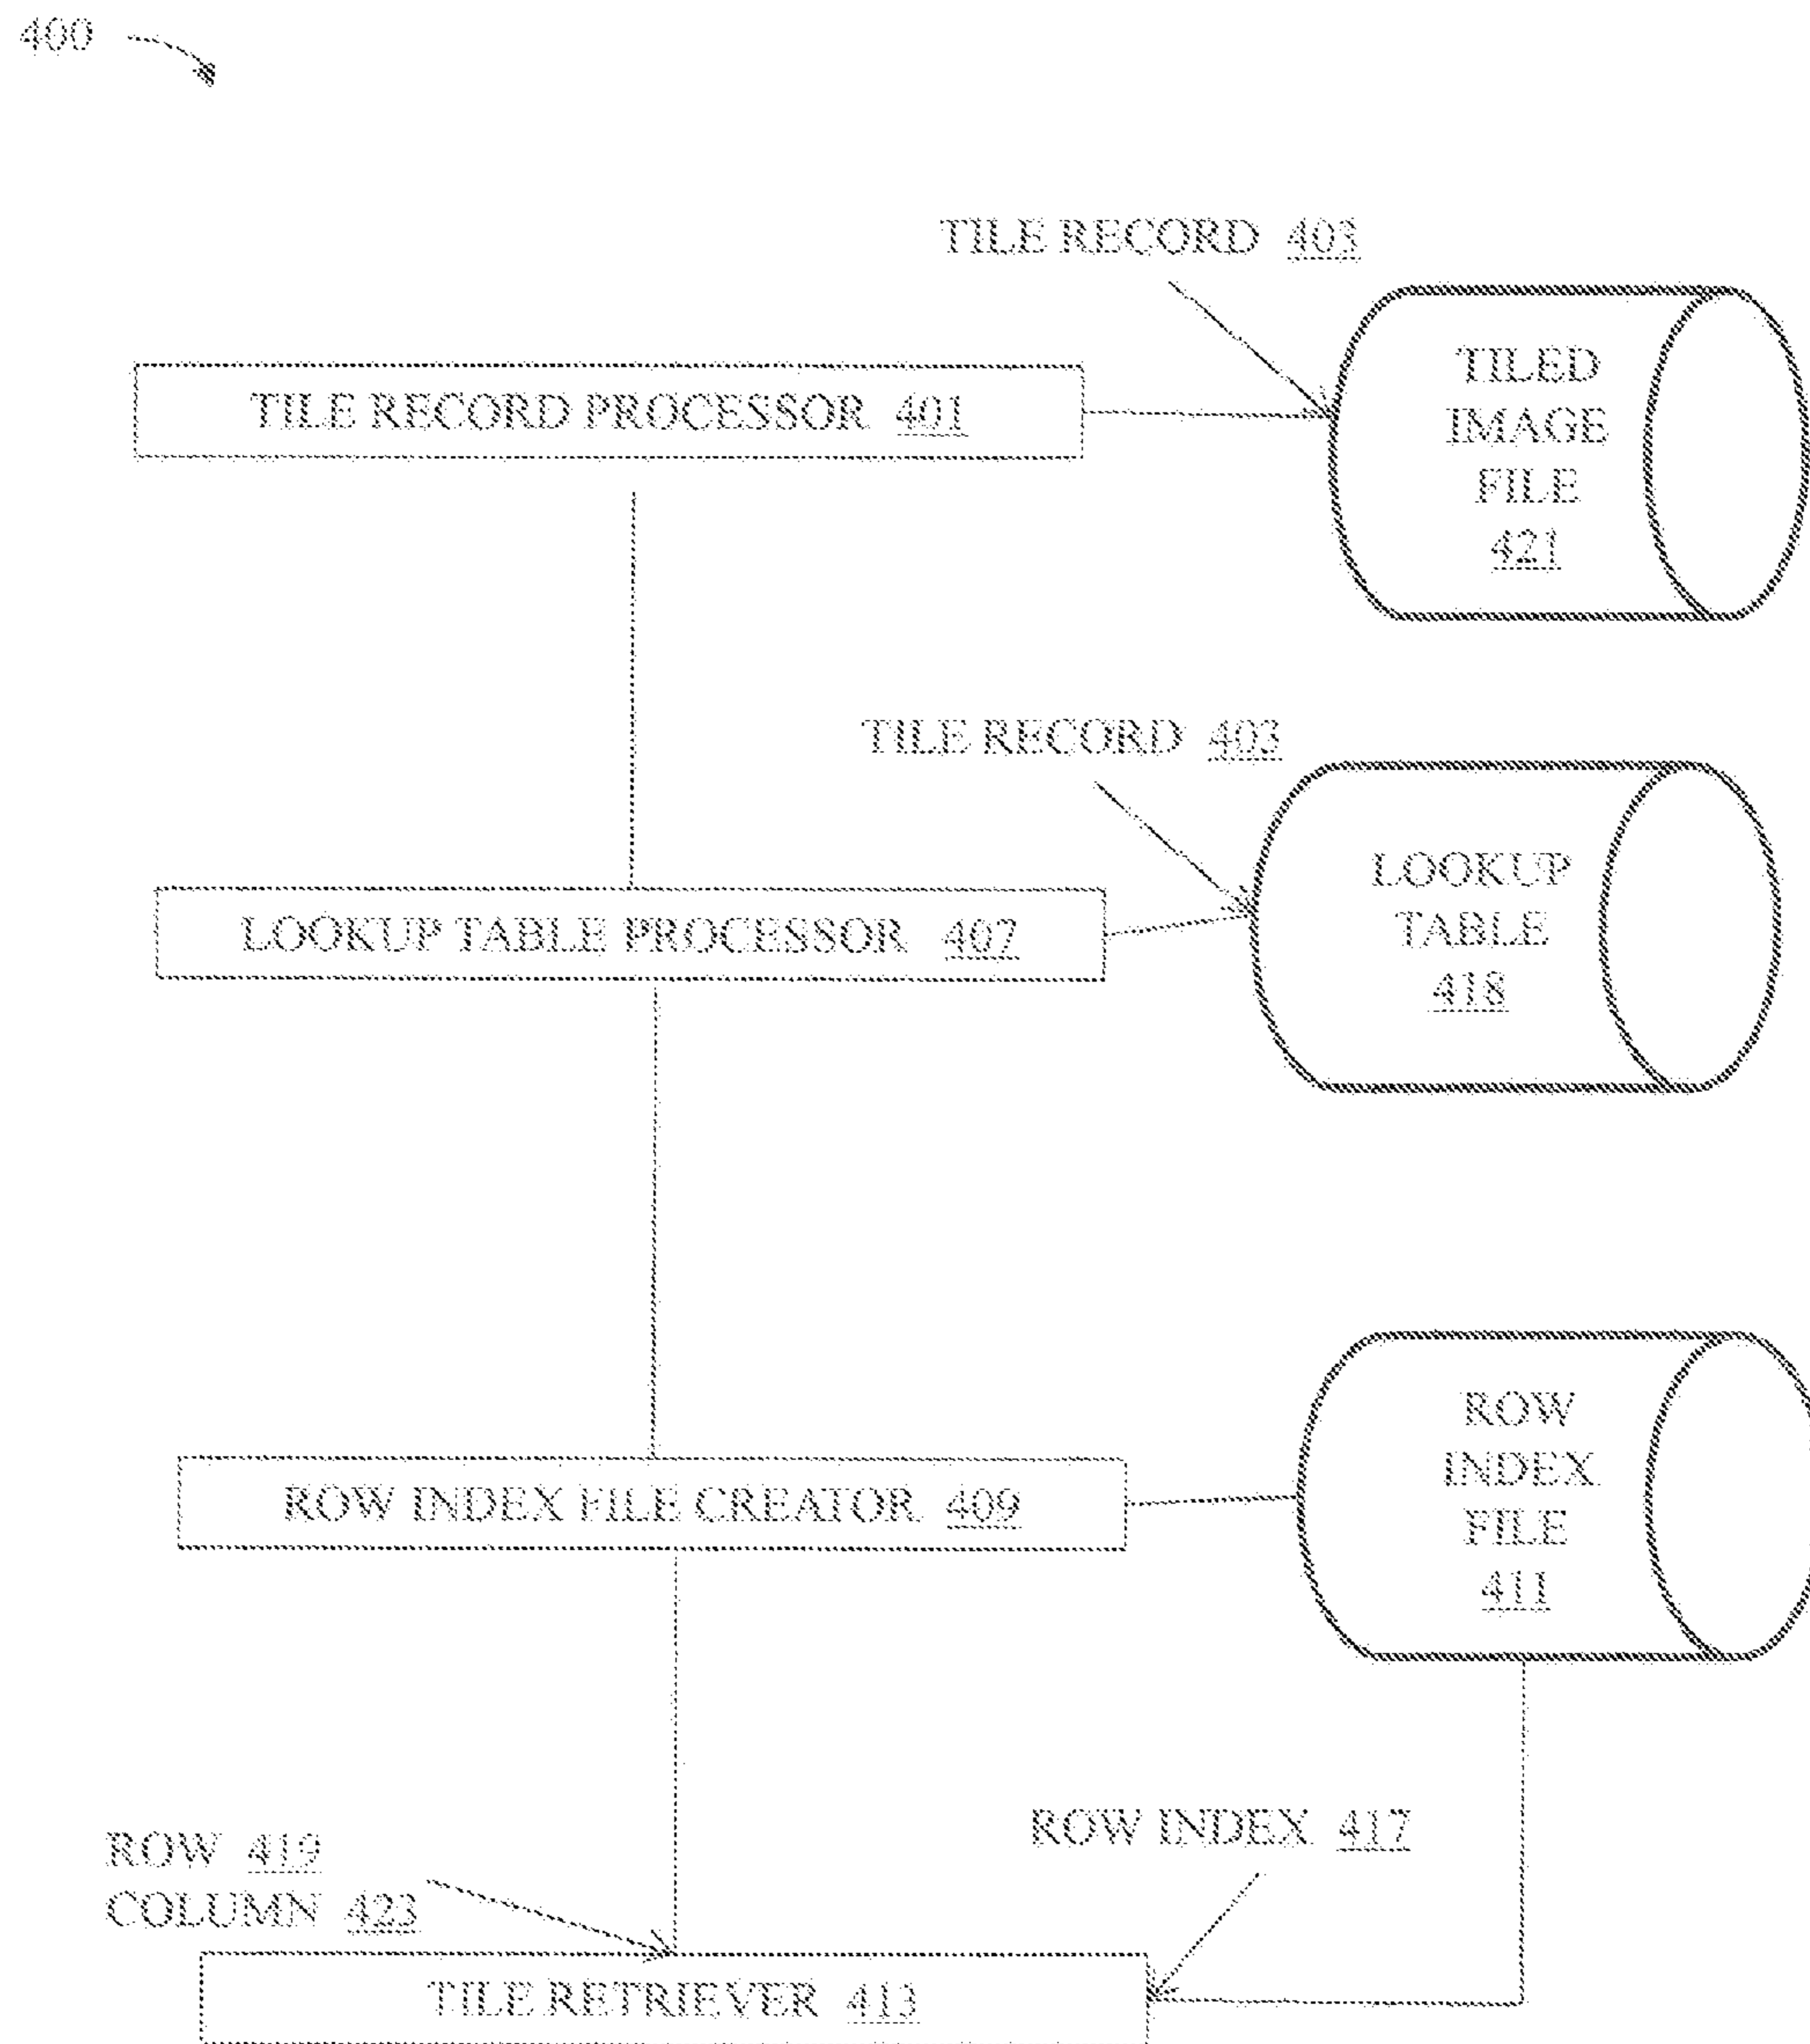 400
TILE RECORD 403
TILE RECORD PROCESSOR 401
TILED
IMAGE
FILE
421
TILE RECORD 403
LOOKUP TABLE PROCESSOR 407
LOOKUP
TABLE
418
ROW INDEX FILE CREATOR 409
ROW
INDEX
FILE
411
ROW INDEX 417
ROW 419
COLUMN 423
TILE RETRIEVER 413